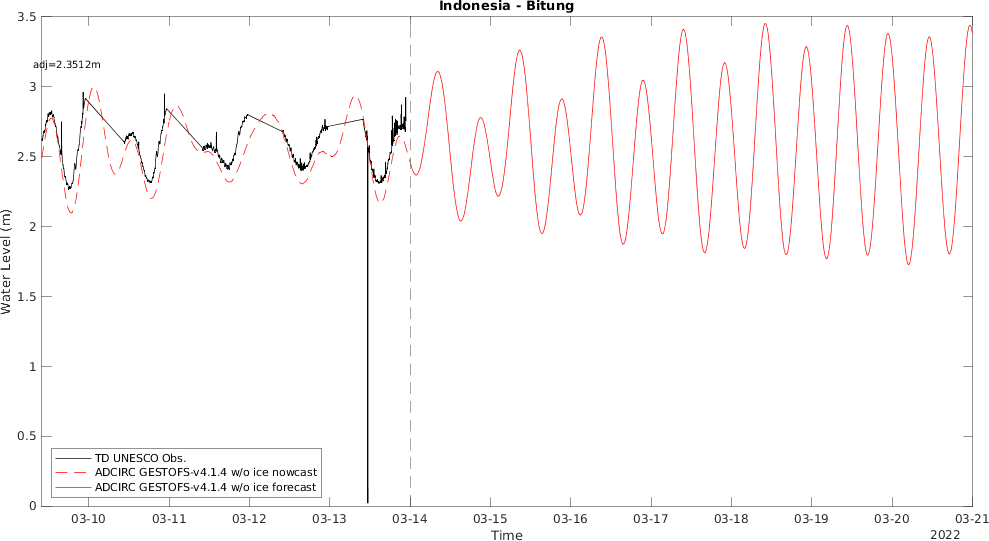 Indonesia - Bitung
3.5
adj=2.3512m
3
2.5
2
1.5
1
0.5
0
Water Level (m)
TD UNESCO Obs.
ADCIRC GESTOFS-v4.1.4 w/o ice nowcast
ADCIRC GESTOFS-v4.1.4 w/o ice forecast
03-10 03-11 03-12 03-13 03-14 03-15 03-16 03-17 03-18 03-19 03-20 03-21
Time
2022